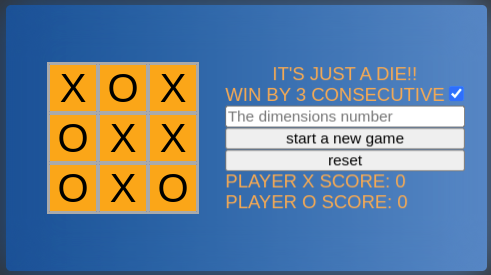 X O X
O X X
O X O
IT'S JUST A DIE!!
WIN BY 3 CONSECUTIVE
The dimensions number
start a new game
reset
PLAYER X SCORE: 0
PLAYER O SCORE: 0